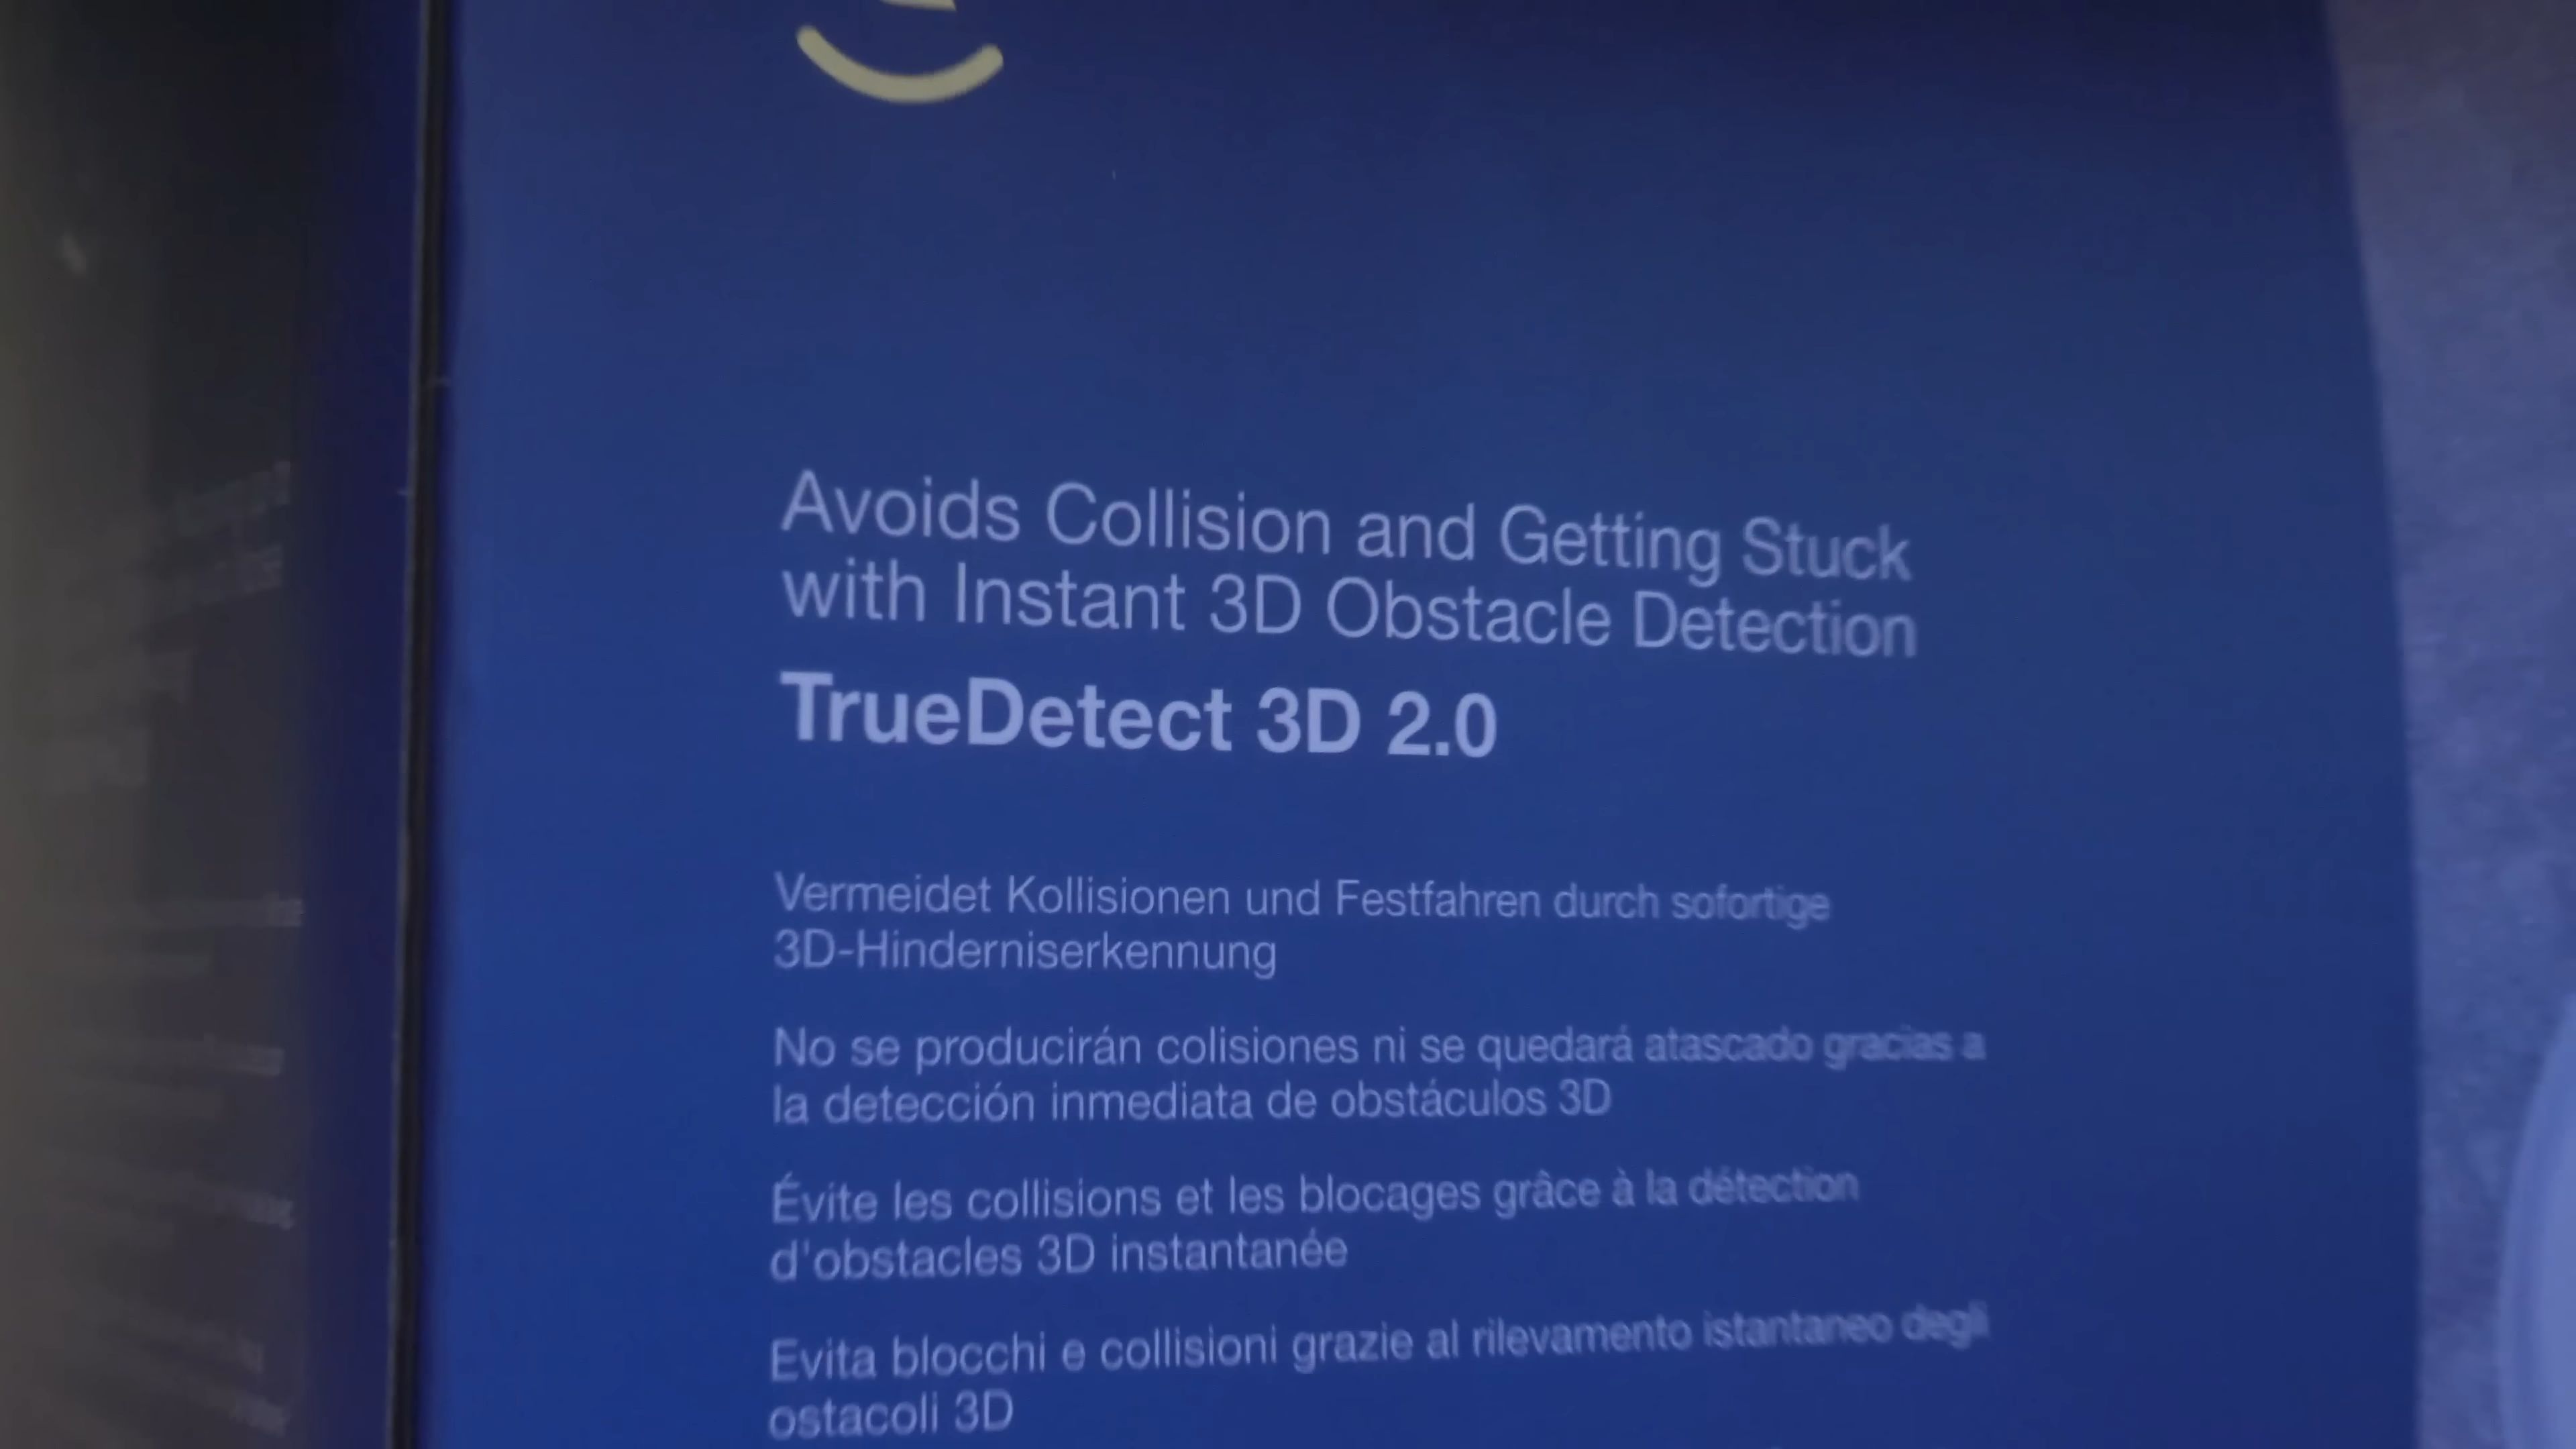 Avoids Collision and Getting Stuck
with Instant 3D Obstacle Detection
TrueDetect 3D 2.0
Vermeidet Kollisionen und Festfahren durch sofortige
3D-Hinderniserkennung
No se producirán colisiones ni se quedará atascado gracias a
la detección inmediata de obstáculos 3D
Évite les collisions et les blocages grâce à la détection
d'obstacles 3D instantanée
Evita blocchi e collisioni grazie al rilevamento istantaneo degli
ostacoli 3D